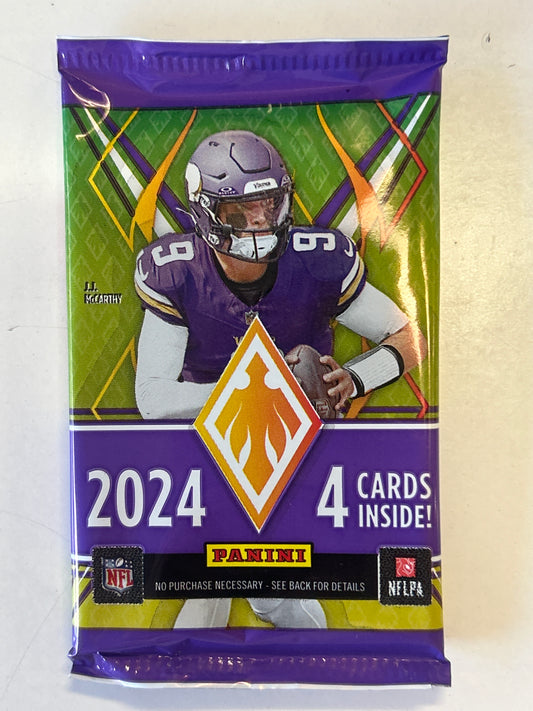 VIKINGS
9
9
J.J.
McCARTHY
2024
4 CARDS
INSIDE!
PANINI
NFL
NO PURCHASE NECESSARY - SEE BACK FOR DETAILS
NFLPA